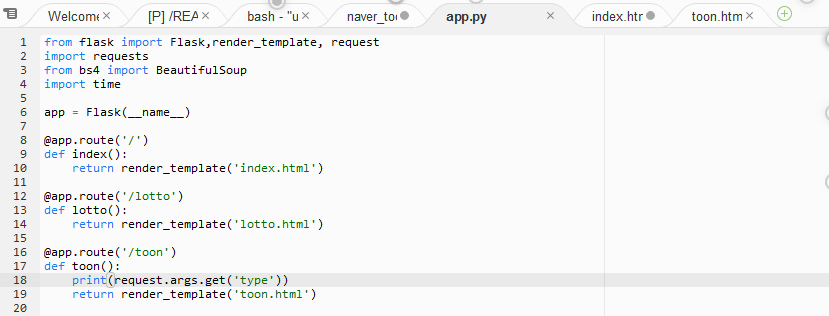 Welcome [P] /REA bash - "u naver_too app.py index.htr toon.htm
1 from flask import Flask,render_template, request
2 import requests
3 from bs4 import BeautifulSoup
4 import time
5
6 app = Flask(__name__)
7
8 @app.route('/')
9 def index():
10     return render_template('index.html')
11
12 @app.route('/lotto')
13 def lotto():
14     return render_template('lotto.html')
15
16 @app.route('/toon')
17 def toon():
18     print(request.args.get('type'))
19     return render_template('toon.html')
20